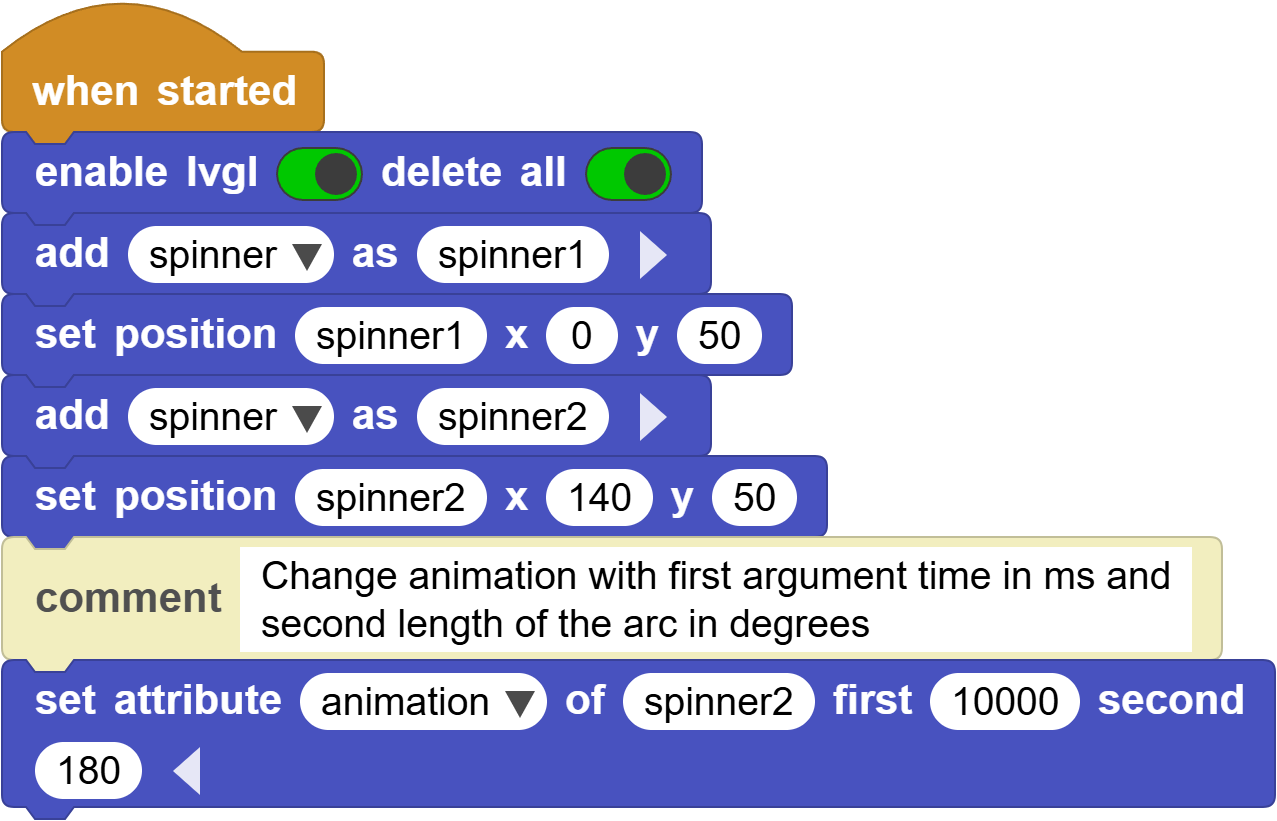 when started
enable lvgl delete all
add spinner as spinner1
set position spinner1 x 0 y 50
add spinner as spinner2
set position spinner2 x 140 y 50
comment Change animation with first argument time in ms and
second length of the arc in degrees
set attribute animation of spinner2 first 10000 second
180